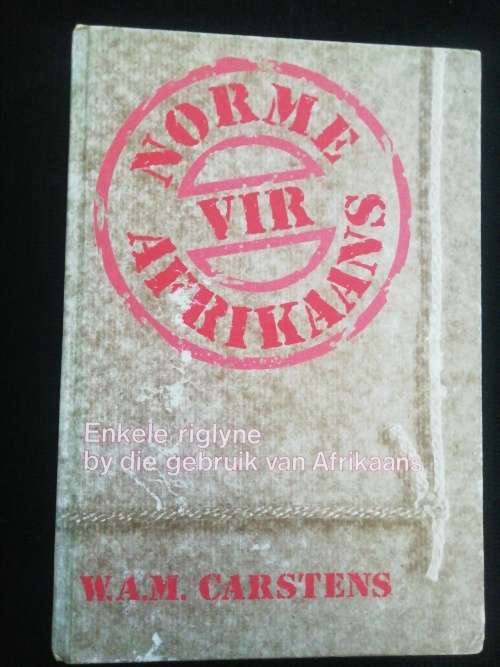 NORME
VIR
AFRIKAANS
Enkele riglyne
by die gebruik van Afrikaans
W.A.M. CARSTENS